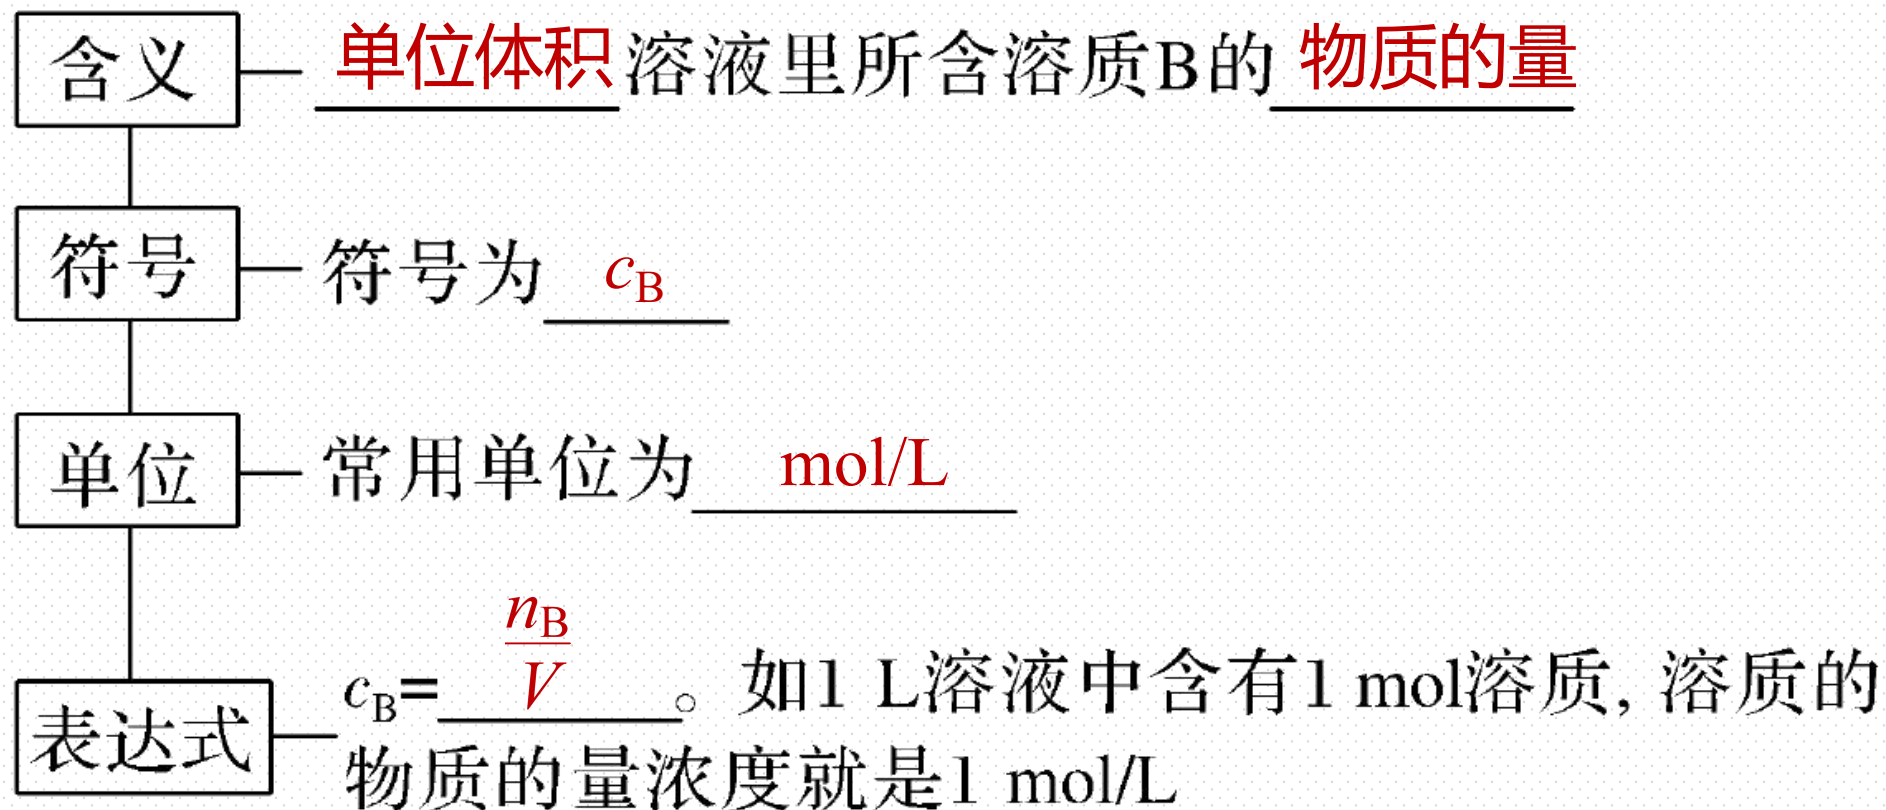 含义 单位体积溶液里所含溶质B的物质的量
符号 符号为 cB
单位 常用单位为 mol/L
表达式 cB=nB/V。如1 L溶液中含有1 mol溶质, 溶质的
物质的量浓度就是1 mol/L